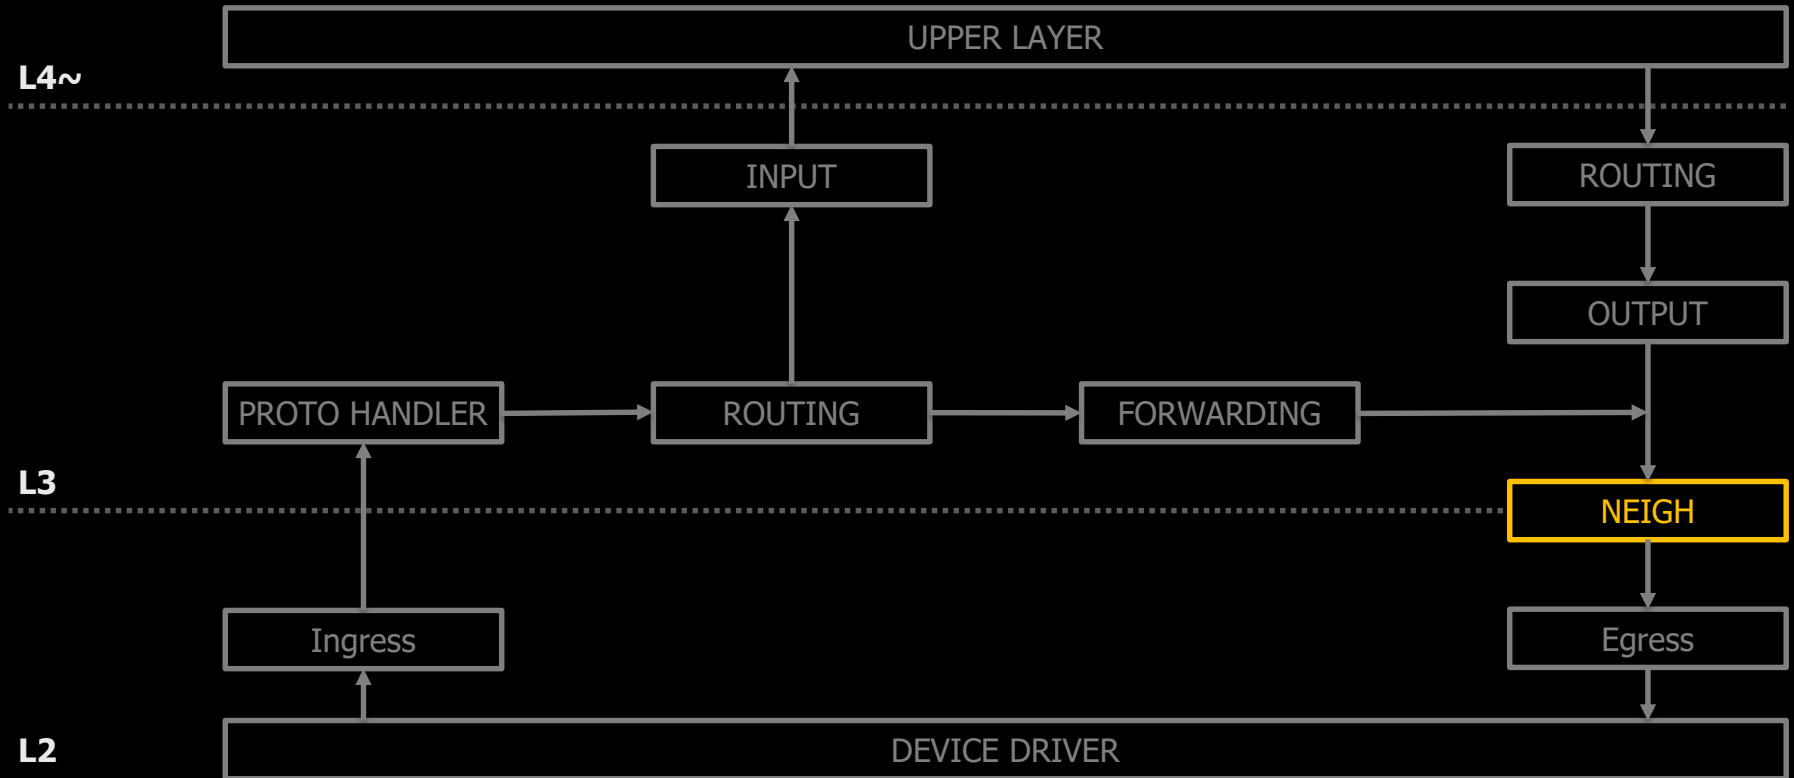 UPPER LAYER
L4~
INPUT
ROUTING
OUTPUT
PROTO HANDLER
ROUTING
FORWARDING
L3
NEIGH
Ingress
Egress
L2
DEVICE DRIVER